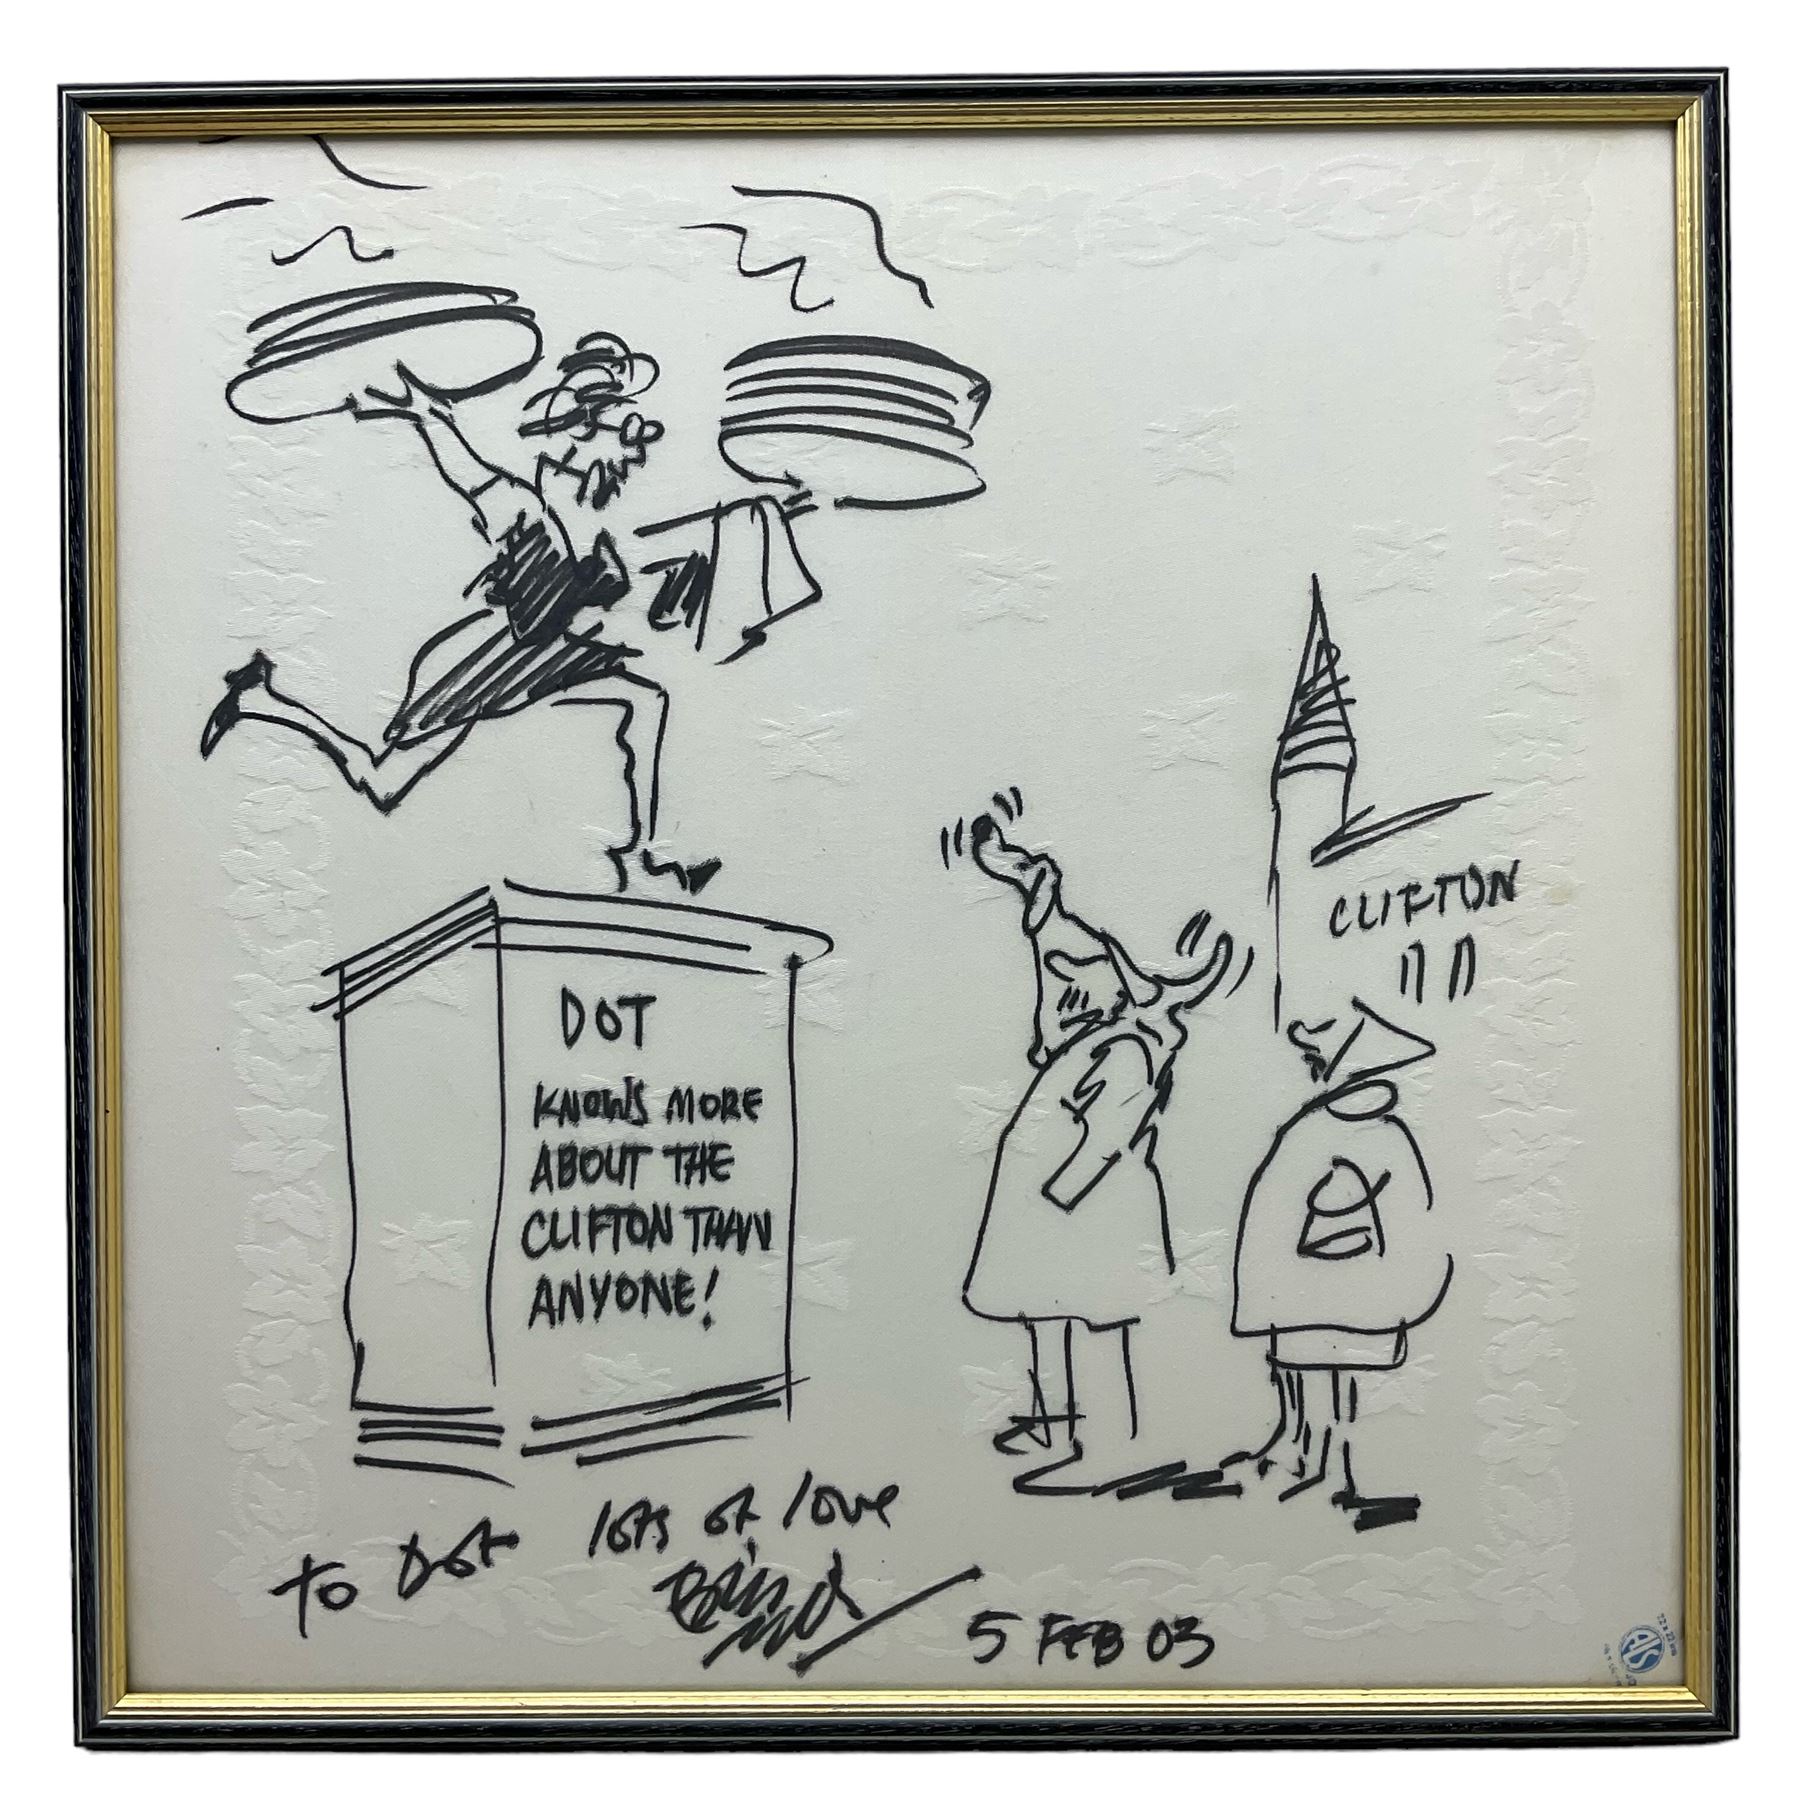 CLIFTON
DOT
KNOWS MORE
ABOUT THE
CLIFTON THAN
ANYONE!
To Dot lots of love
5 FEB 03